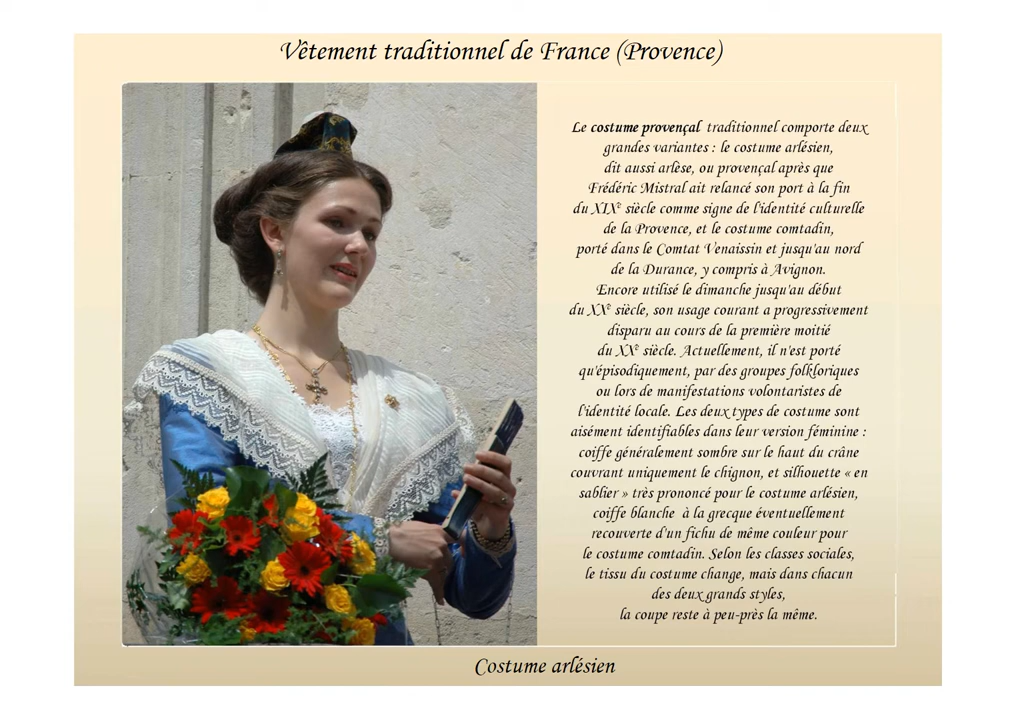 Vêtement traditionnel de France (Provence)
Le costume provençal traditionnel comporte deux
grandes variantes : le costume arlésien,
dit aussi arlèse, ou provençal après que
Frédéric Mistral ait relancé son port à la fin
du XIXe siècle comme signe de l'identité culturelle
de la Provence, et le costume comtadin,
porté dans le Comtat Venaissin et jusqu'au nord
de la Durance, y compris à Avignon.
Encore utilisé le dimanche jusqu'au début
du XXe siècle, son usage courant a progressivement
disparu au cours de la première moitié
du XXe siècle. Actuellement, il n'est porté
qu'épisodiquement, par des groupes folkloriques
ou lors de manifestations volontaristes de
l'identité locale. Les deux types de costume sont
aisément identifiables dans leur version féminine :
coiffe généralement sombre sur le haut du crâne
couvrant uniquement le chignon, et silhouette « en
sablier » très prononcé pour le costume arlésien,
coiffe blanche à la grecque éventuellement
recouverte d'un fichu de même couleur pour
le costume comtadin. Selon les classes sociales,
le tissu du costume change, mais dans chacun
des deux grands styles,
la coupe reste à peu-près la même.
Costume arlésien